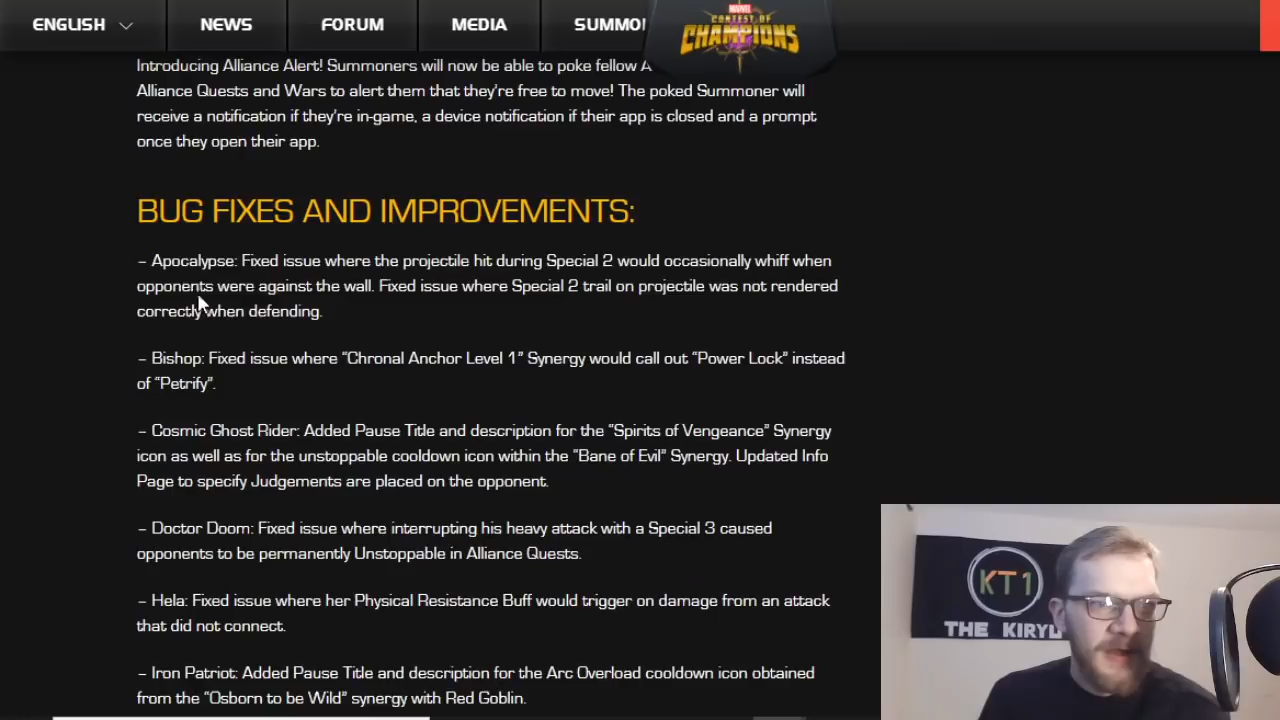 ENGLISH NEWS FORUM MEDIA SUMMO
MARVEL
CONTEST OF
CHAMPIONS
Introducing Alliance Alert! Summoners will now be able to poke fellow A
Alliance Quests and Wars to alert them that they're free to move! The poked Summoner will
receive a notification if they're in-game, a device notification if their app is closed and a prompt
once they open their app.
BUG FIXES AND IMPROVEMENTS:
– Apocalypse: Fixed issue where the projectile hit during Special 2 would occasionally whiff when
opponents were against the wall. Fixed issue where Special 2 trail on projectile was not rendered
correctly when defending.
– Bishop: Fixed issue where “Chronal Anchor Level 1” Synergy would call out “Power Lock” instead
of “Petrify”.
– Cosmic Ghost Rider: Added Pause Title and description for the “Spirits of Vengeance” Synergy
icon as well as for the unstoppable cooldown icon within the “Bane of Evil” Synergy. Updated Info
Page to specify Judgements are placed on the opponent.
– Doctor Doom: Fixed issue where interrupting his heavy attack with a Special 3 caused
opponents to be permanently Unstoppable in Alliance Quests.
– Hela: Fixed issue where her Physical Resistance Buff would trigger on damage from an attack
that did not connect.
– Iron Patriot: Added Pause Title and description for the Arc Overload cooldown icon obtained
from the “Osborn to be Wild” synergy with Red Goblin.
KT1
THE KIRYU